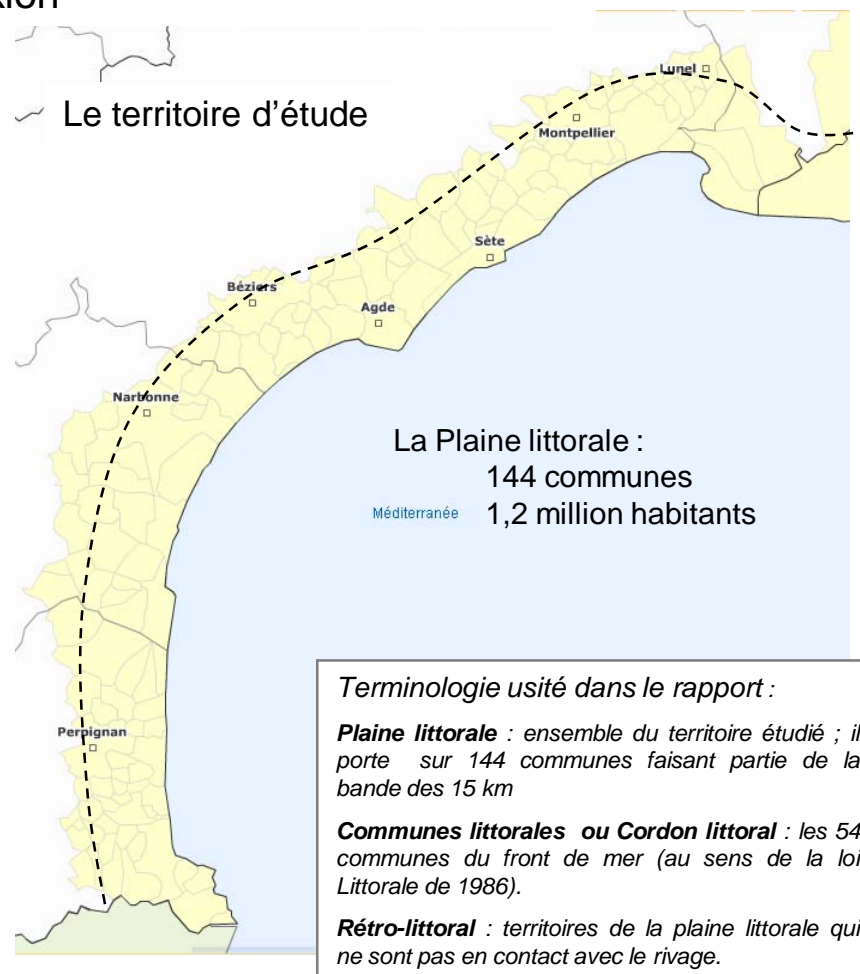 Le territoire d'étude
Lunel
Montpellier
Sète
Béziers
Agde
Narbonne
La Plaine littorale :
144 communes
Méditerranée
1,2 million habitants
Perpignan
Terminologie usité dans le rapport :
Plaine littorale : ensemble du territoire étudié ; il
porte sur 144 communes faisant partie de la
bande des 15 km
Communes littorales ou Cordon littoral : les 54
communes du front de mer (au sens de la loi
Littorale de 1986).
Rétro-littoral : territoires de la plaine littorale qui
ne sont pas en contact avec le rivage.